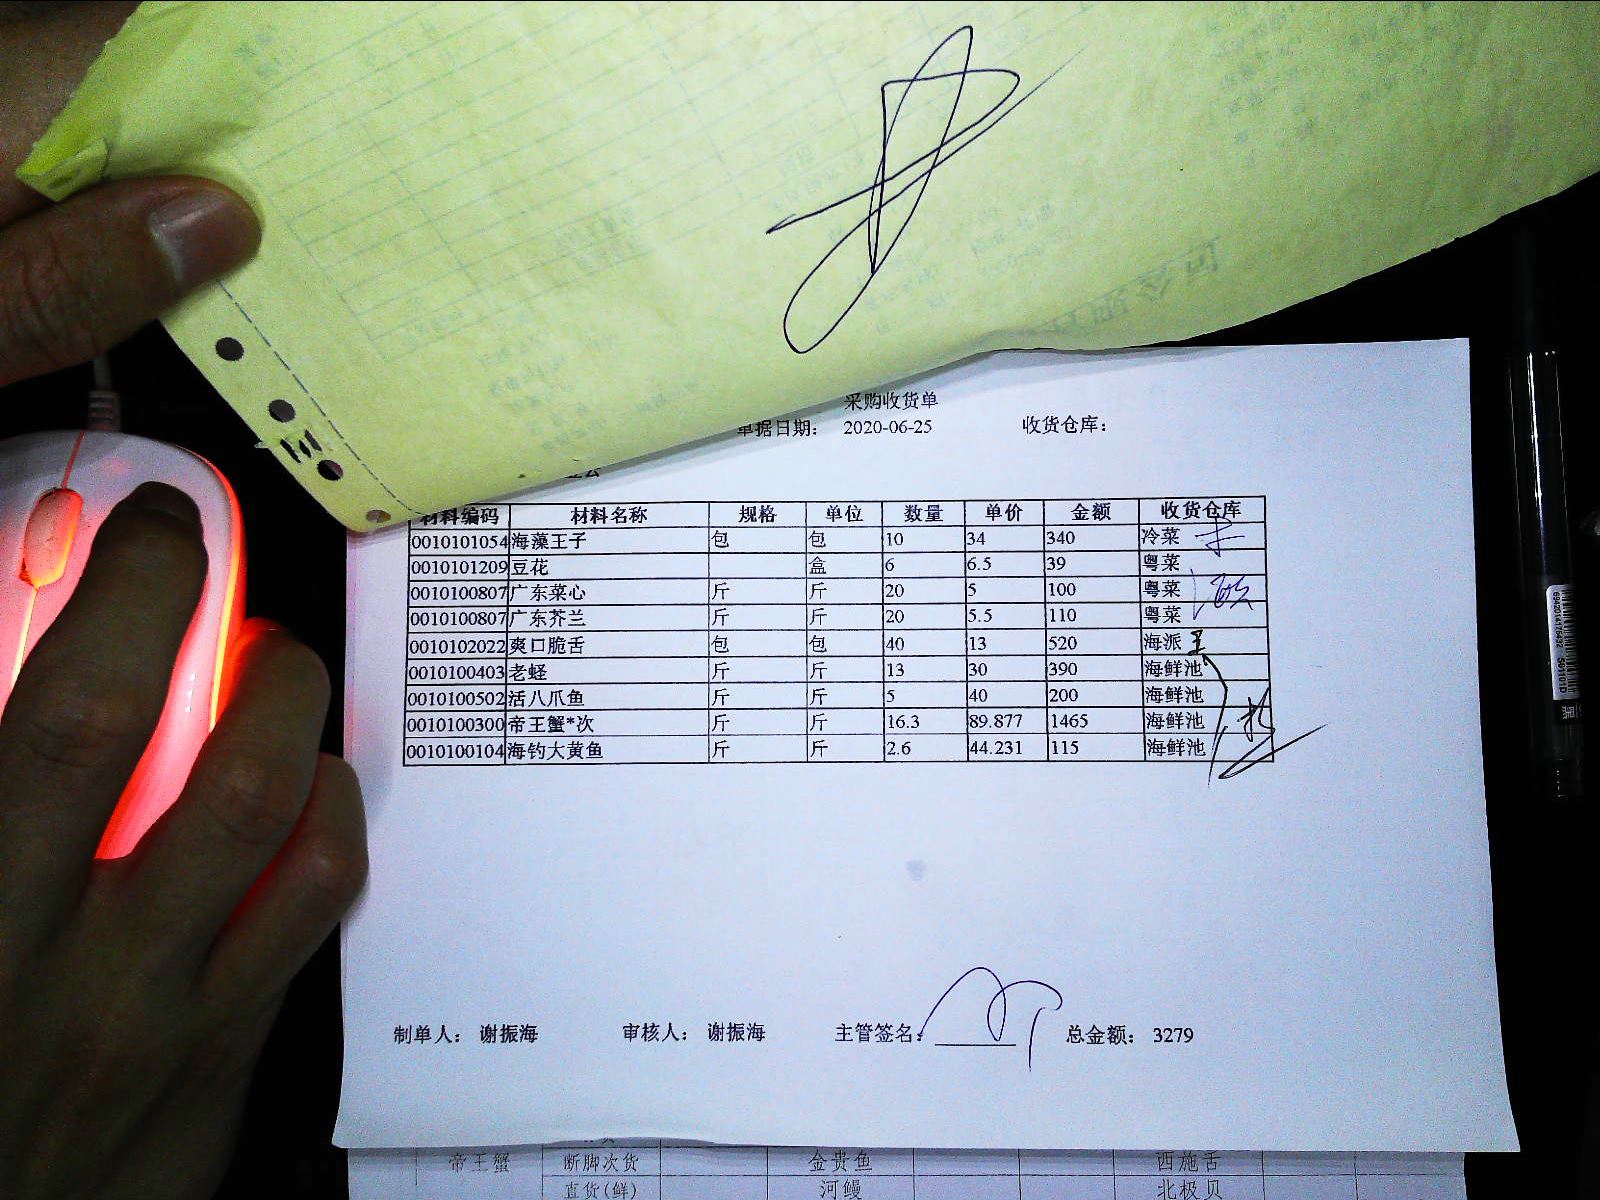 采购收货单
单据日期： 2020-06-25 收货仓库：
材料编码 材料名称 规格 单位 数量 单价 金额 收货仓库
0010101054 海藻王子 包 包 10 34 340 冷菜
0010101209 豆花 盒 6 6.5 39 粤菜
0010100807 广东菜心 斤 斤 20 5 100 粤菜
0010100807 广东芥兰 斤 斤 20 5.5 110 粤菜
0010102022 爽口脆舌 包 包 40 13 520 海派
0010100403 老蛏 斤 斤 13 30 390 海鲜池
0010100502 活八爪鱼 斤 斤 5 40 200 海鲜池
0010100300 帝王蟹*次 斤 斤 16.3 89.877 1465 海鲜池
0010100104 海钓大黄鱼 斤 斤 2.6 44.231 115 海鲜池
制单人： 谢振海 审核人： 谢振海 主管签名： 总金额： 3279
帝王蟹 断脚次货 金贵鱼 西施舌
直货(鲜) 河鳗 北极贝